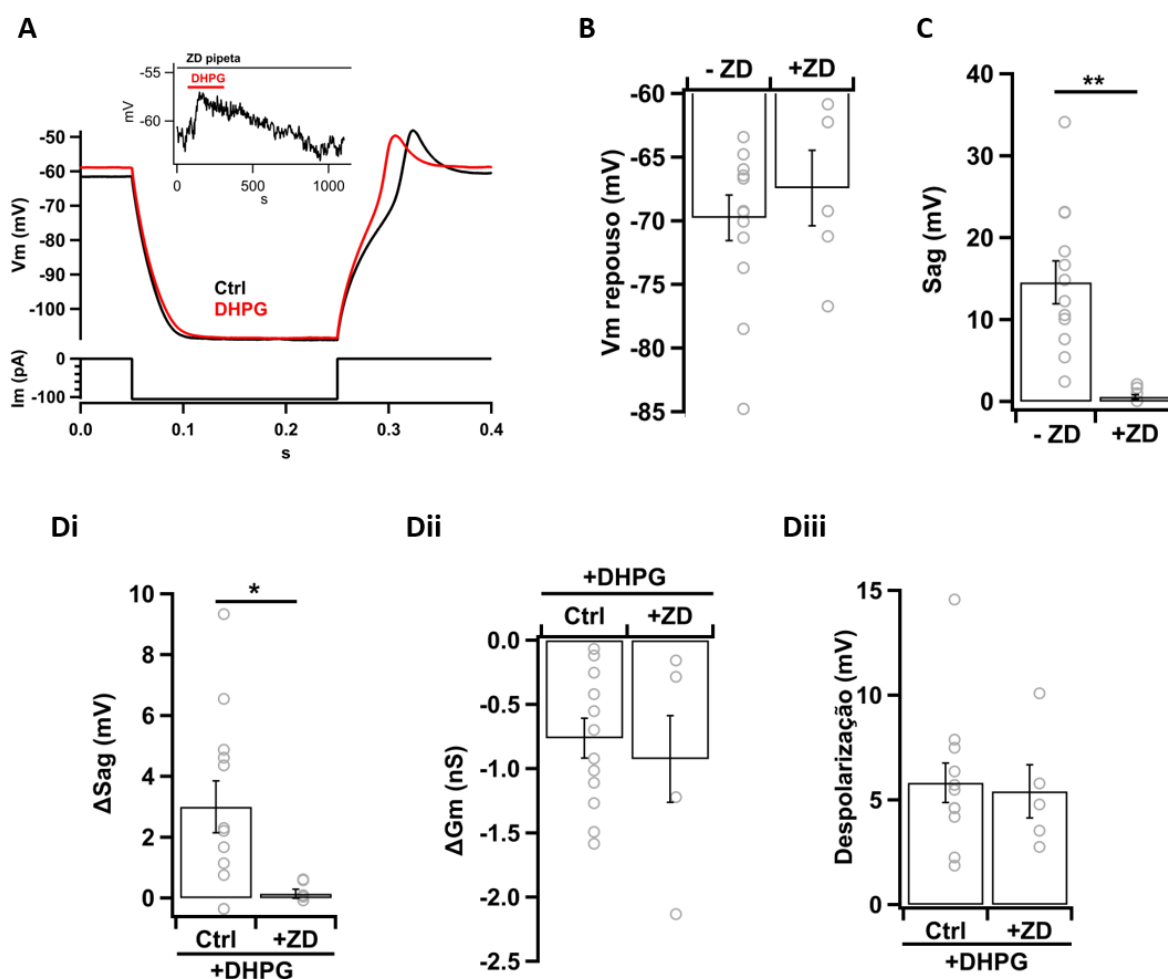 A
ZD pipeta
DHPG
-55
-60
mV
0
500
1000
s
-50
-60
-70
-80
-90
-100
Vm (mV)
Ctrl
DHPG
0
-100
Im (pA)
0.0
0.1
0.2
0.3
0.4
s
B
- ZD
+ZD
-60
-65
-70
-75
-80
-85
Vm repouso (mV)
C
**
40
30
20
10
0
Sag (mV)
- ZD
+ZD
Di
*
10
8
6
4
2
0
ΔSag (mV)
Ctrl
+ZD
+DHPG
Dii
+DHPG
Ctrl
+ZD
0.0
-0.5
-1.0
-1.5
-2.0
-2.5
ΔGm (nS)
Diii
15
10
5
0
Despolarização (mV)
Ctrl
+ZD
+DHPG